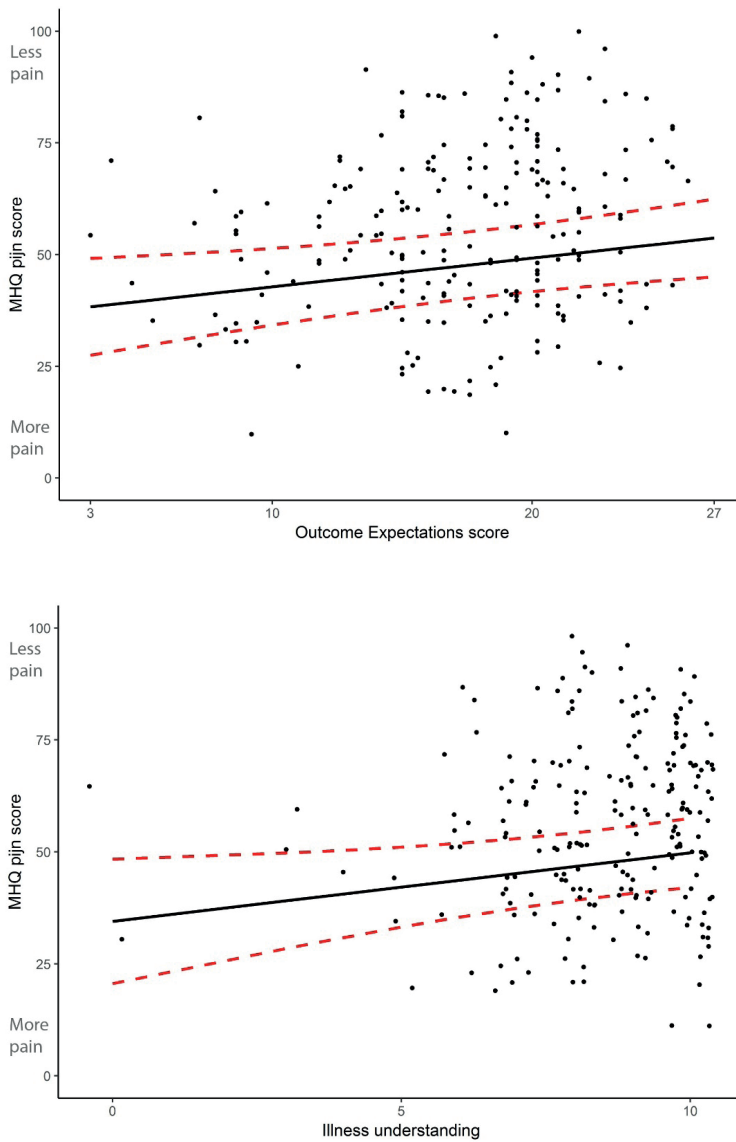 100
Less
pain
75
MHQ pijn score
50
25
More
pain
0
3
10
20
27
Outcome Expectations score
100
Less
pain
75
MHQ pijn score
50
25
More
pain
0
0
5
10
Illness understanding